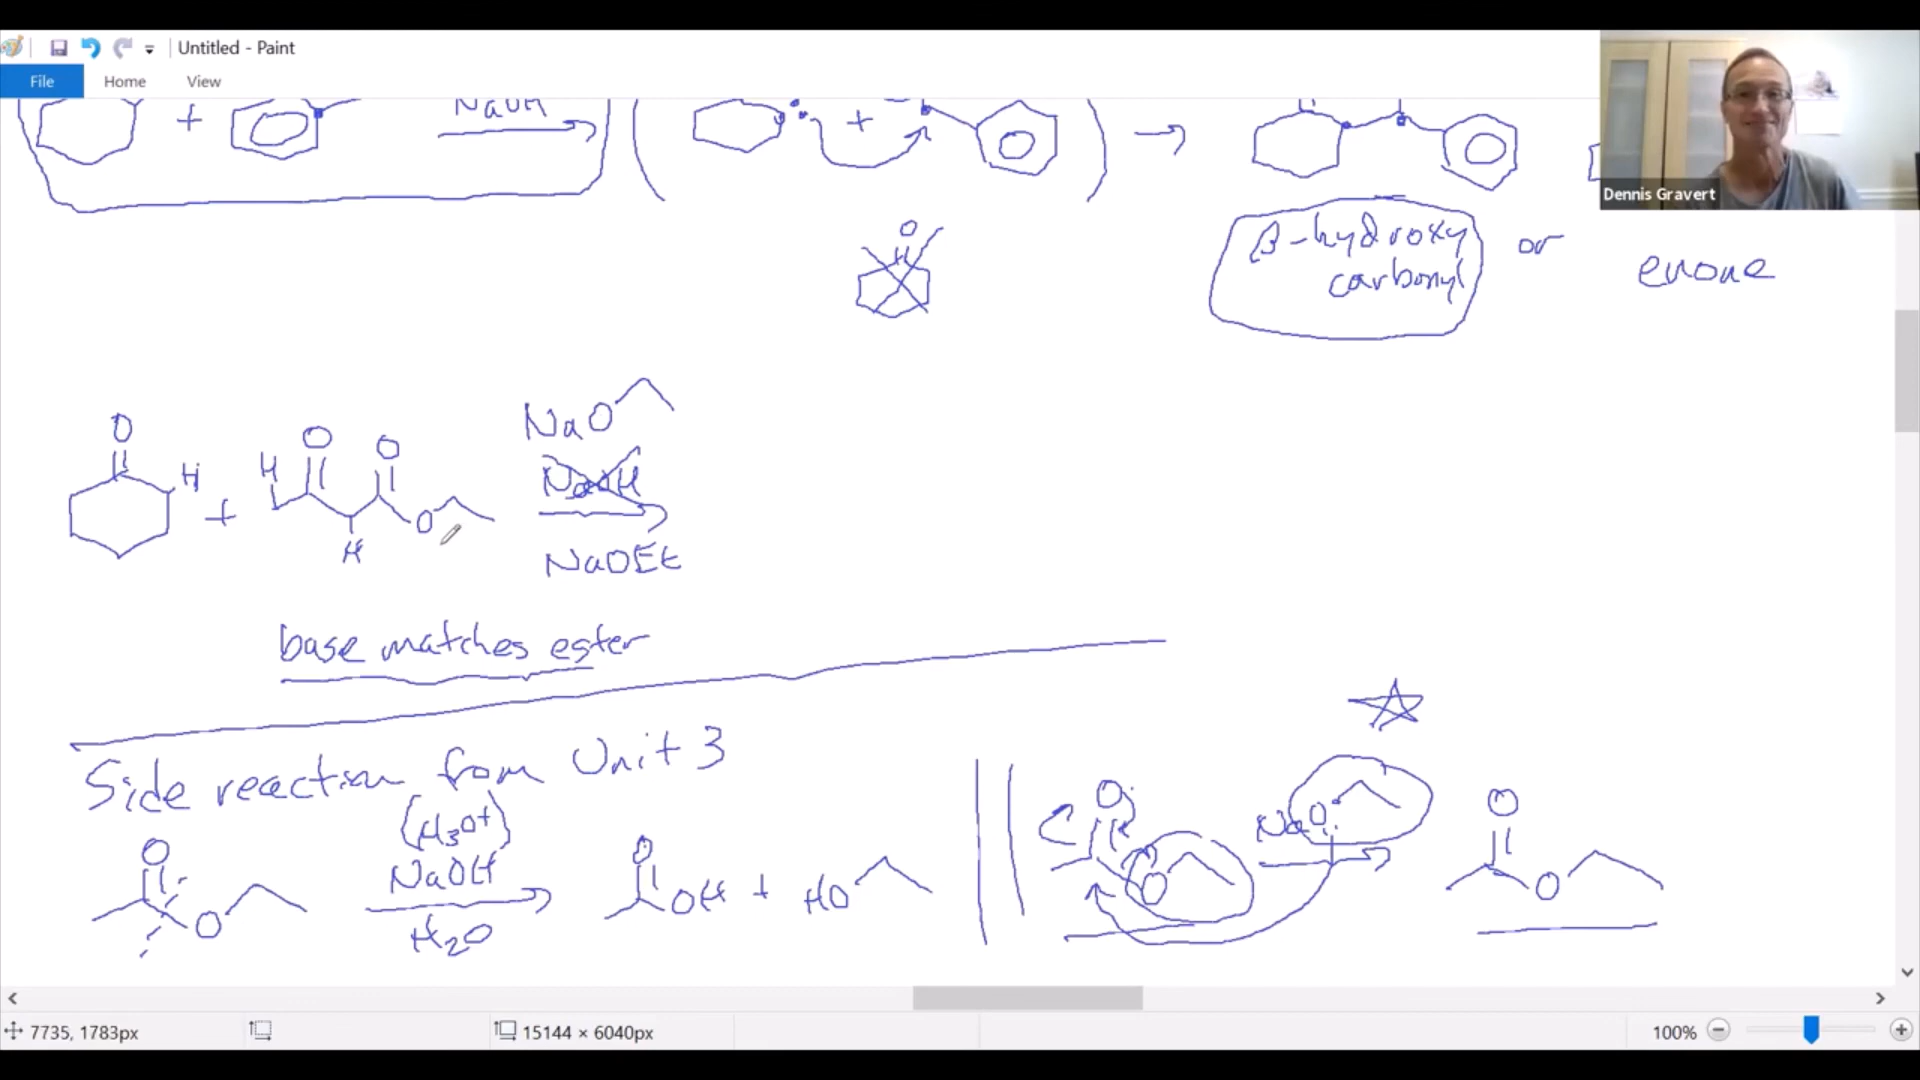 Untitled - Paint
File Home View
NaOH
+ +
Dennis Gravert
β-hydroxy
carbonyl
or enone
O
H
O
H + H O O O
H
NaO
NaOH
NaOEt
base matches ester
Side reaction from Unit 3
(H3O+)
NaOH
H2O
O
O
O
OH + HO
O
O
NaO
O
O
7735, 1783px
15144 × 6040px
100%